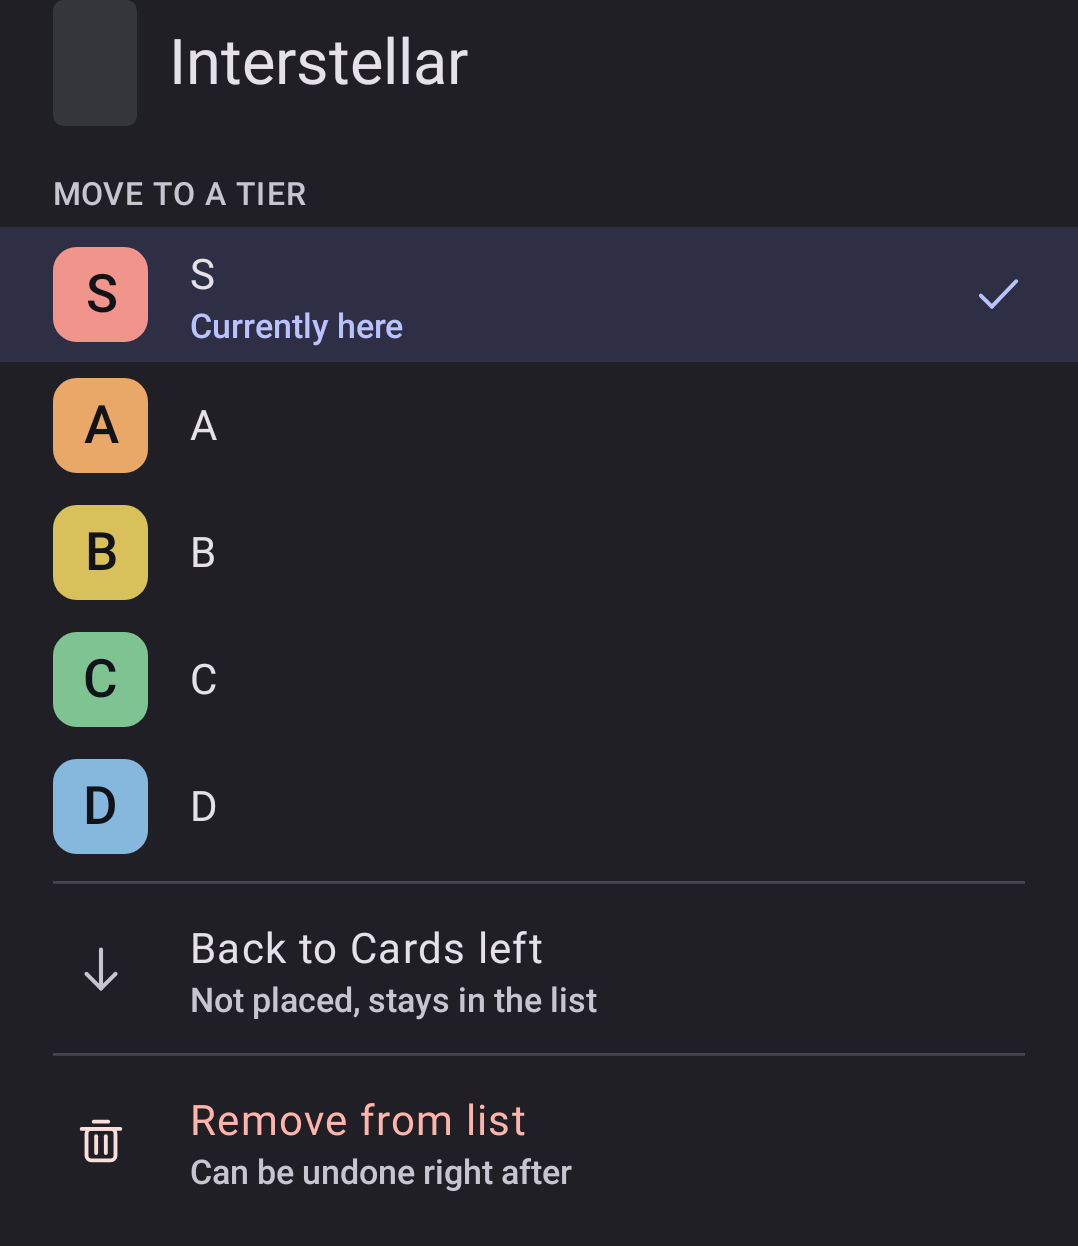 Interstellar
MOVE TO A TIER
S
S
Currently here
A
A
B
B
C
C
D
D
Back to Cards left
Not placed, stays in the list
Remove from list
Can be undone right after